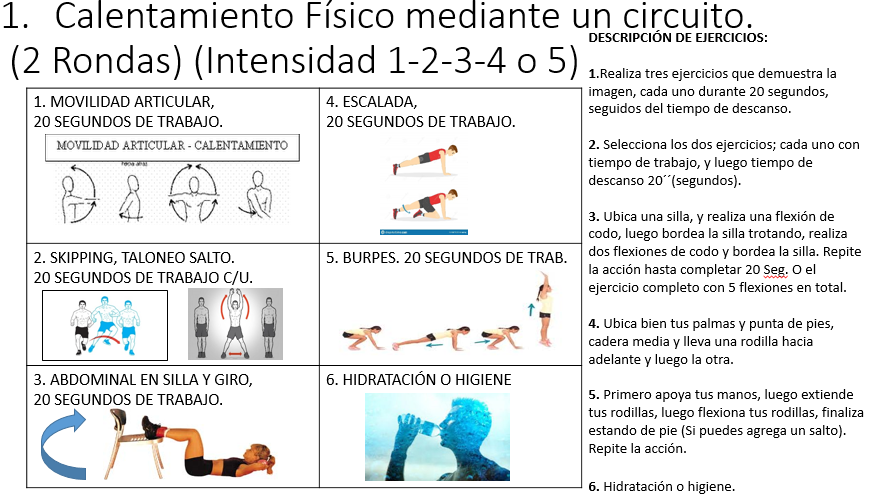 1. Calentamiento Físico mediante un circuito.
(2 Rondas) (Intensidad 1-2-3-4 o 5)
1. MOVILIDAD ARTICULAR,
20 SEGUNDOS DE TRABAJO.
MOVILIDAD ARTICULAR - CALENTAMIENTO
hacia atras
4. ESCALADA,
20 SEGUNDOS DE TRABAJO.
2. SKIPPING, TALONEO SALTO.
20 SEGUNDOS DE TRABAJO C/U.
5. BURPES. 20 SEGUNDOS DE TRAB.
3. ABDOMINAL EN SILLA Y GIRO,
20 SEGUNDOS DE TRABAJO.
6. HIDRATACIÓN O HIGIENE
DESCRIPCIÓN DE EJERCICIOS:
1.Realiza tres ejercicios que demuestra la
imagen, cada uno durante 20 segundos,
seguidos del tiempo de descanso.
2. Selecciona los dos ejercicios; cada uno con
tiempo de trabajo, y luego tiempo de
descanso 20´´(segundos).
3. Ubica una silla, y realiza una flexión de
codo, luego bordea la silla trotando, realiza
dos flexiones de codo y bordea la silla. Repite
la acción hasta completar 20 Seg. O el
ejercicio completo con 5 flexiones en total.
4. Ubica bien tus palmas y punta de pies,
cadera media y lleva una rodilla hacia
adelante y luego la otra.
5. Primero apoya tus manos, luego extiende
tus rodillas, luego flexiona tus rodillas, finaliza
estando de pie (Si puedes agrega un salto).
Repite la acción.
6. Hidratación o higiene.